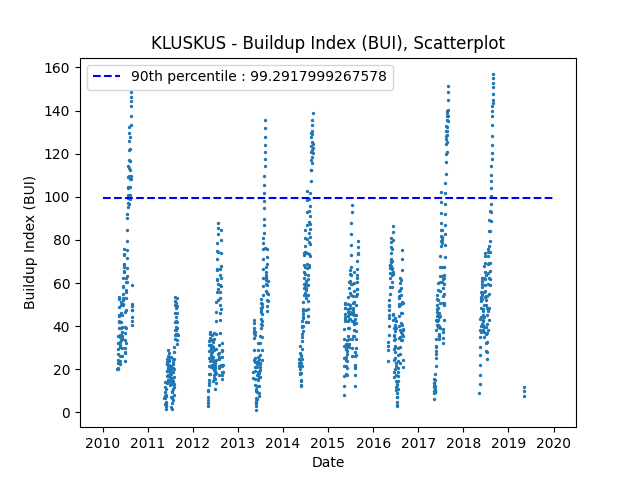 KLUSKUS - Buildup Index (BUI), Scatterplot
90th percentile : 99.2917999267578
Buildup Index (BUI)
160
140
120
100
80
60
40
20
0
2010 2011 2012 2013 2014 2015 2016 2017 2018 2019 2020
Date